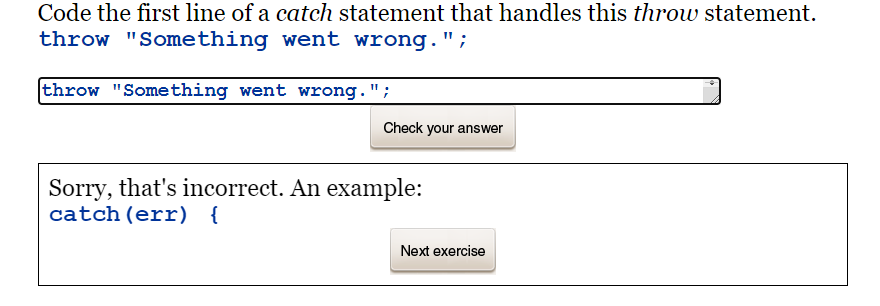 Code the first line of a catch statement that handles this throw statement.
throw "Something went wrong.";
throw "Something went wrong.";
Check your answer
Sorry, that's incorrect. An example:
catch(err) {
Next exercise